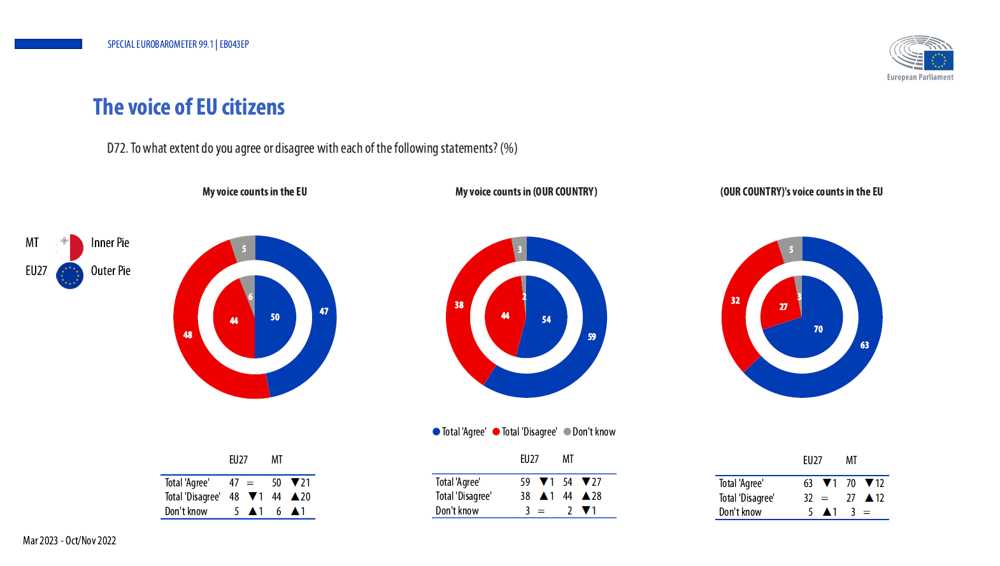 SPECIAL EUROBAROMETER 99.1 | EB043EP
European Parliament
The voice of EU citizens
D72. To what extent do you agree or disagree with each of the following statements? (%)
My voice counts in the EU
My voice counts in (OUR COUNTRY)
(OUR COUNTRY)'s voice counts in the EU
MT Inner Pie
EU27 Outer Pie
5
6
50
47
44
48
3
2
38
44
54
59
5
3
32
27
70
63
Total 'Agree' Total 'Disagree' Don't know
EU27 MT
Total 'Agree' 47 = 50 ▼21
Total 'Disagree' 48 ▼1 44 ▲20
Don't know 5 ▲1 6 ▲1
EU27 MT
Total 'Agree' 59 ▼1 54 ▼27
Total 'Disagree' 38 ▲1 44 ▲28
Don't know 3 = 2 ▼1
EU27 MT
Total 'Agree' 63 ▼1 70 ▼12
Total 'Disagree' 32 = 27 ▲12
Don't know 5 ▲1 3 =
Mar 2023 - Oct/Nov 2022